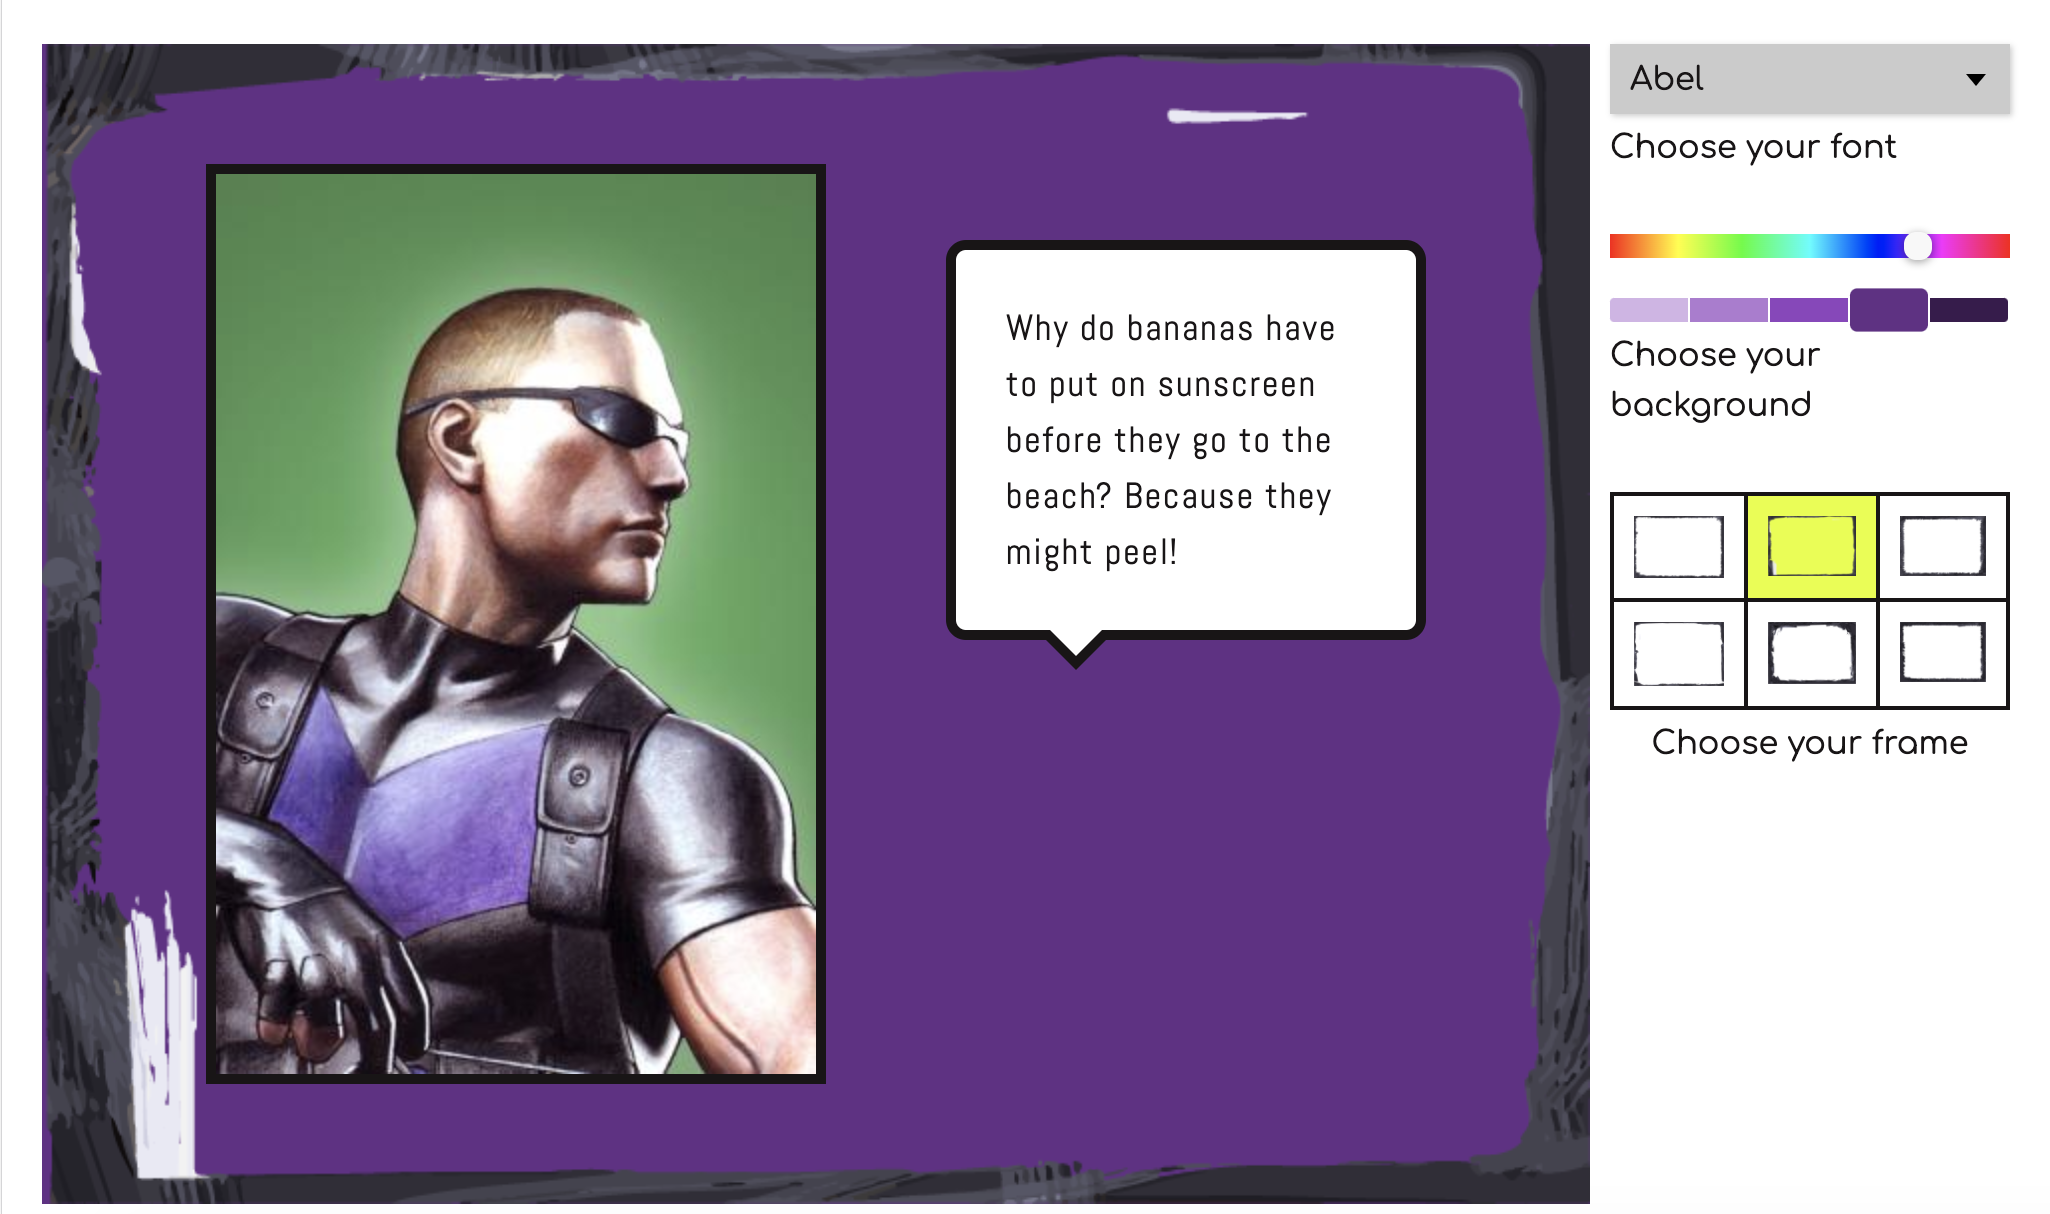 Abel
Choose your font
Why do bananas have
to put on sunscreen
before they go to the
beach? Because they
might peel!
Choose your
background
Choose your frame